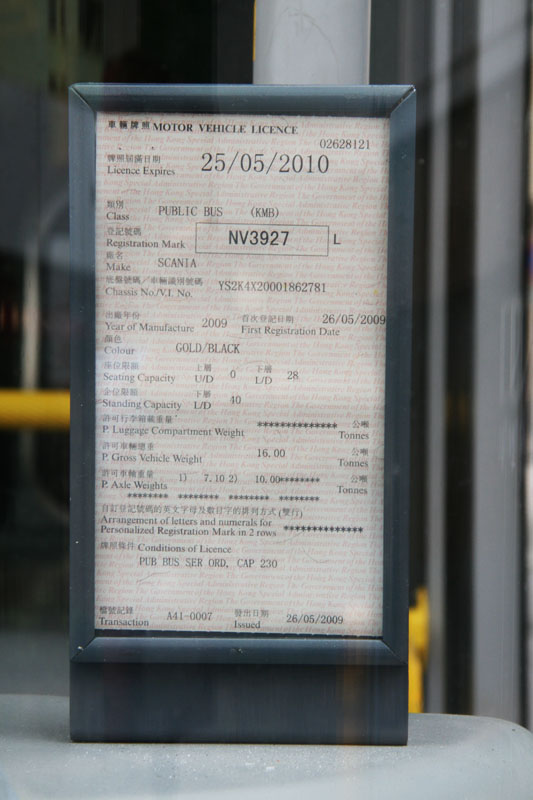 車輛牌照 MOTOR VEHICLE LICENCE
02628121
牌照屆滿日期
Licence Expires 25/05/2010
類別
Class PUBLIC BUS (KMB)
登記號碼
Registration Mark NV3927 L
廠名
Make SCANIA
底盤號碼／車輛識別號碼
Chassis No./V.I. No. YS2K4X20001862781
出廠年份 首次登記日期 26/05/2009
Year of Manufacture 2009 First Registration Date
顏色
Colour GOLD/BLACK
座位限額 上層 下層
Seating Capacity U/D 0 L/D 28
企位限額 下層
Standing Capacity L/D 40
許可行李箱載重量 公噸
P. Luggage Compartment Weight ************** Tonnes
許可車輛總重 公噸
P. Gross Vehicle Weight 16.00 Tonnes
許可車軸重量 公噸
P. Axle Weights 1) 7.10 2) 10.00******** Tonnes
******** ******** ******** ********
自訂登記號碼的英文字母及數目字的排列方式(雙行)
Arrangement of letters and numerals for
Personalized Registration Mark in 2 rows **************
牌照條件 Conditions of Licence
PUB BUS SER ORD, CAP 230
檔號記錄 發出日期
Transaction A41-0007 Issued 26/05/2009